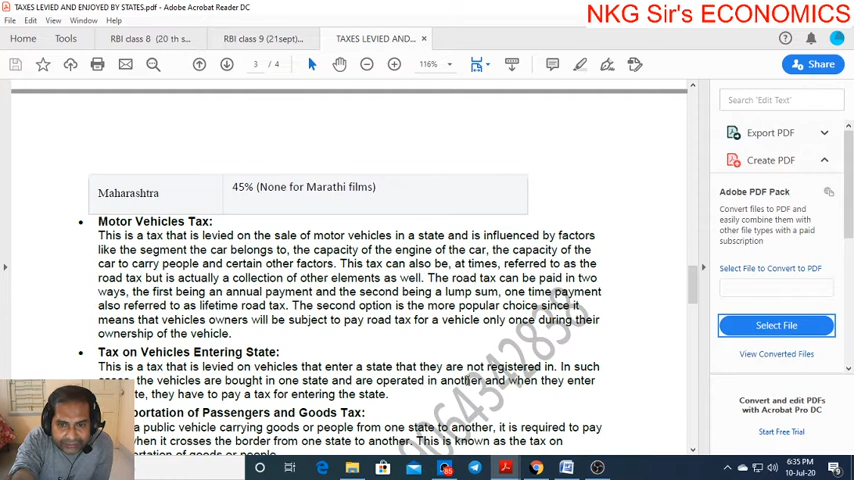 TAXES LEVIED AND ENJOYED BY STATES.pdf - Adobe Acrobat Reader DC
NKG Sir's ECONOMICS
File Edit View Window Help
Home Tools RBI class 8 (20 th s... RBI class 9 (21sept)... TAXES LEVIED AND... ×
3 / 4 116% Share
Search 'Edit Text'
Export PDF
Create PDF
Adobe PDF Pack
Convert files to PDF and
easily combine them with
other file types with a paid
subscription
Select File to Convert to PDF
Select File
View Converted Files
Convert and edit PDFs
with Acrobat Pro DC
Start Free Trial
Maharashtra 45% (None for Marathi films)
• Motor Vehicles Tax:
This is a tax that is levied on the sale of motor vehicles in a state and is influenced by factors
like the segment the car belongs to, the capacity of the engine of the car, the capacity of the
car to carry people and certain other factors. This tax can also be, at times, referred to as the
road tax but is actually a collection of other elements as well. The road tax can be paid in two
ways, the first being an annual payment and the second being a lump sum, one time payment
also referred to as lifetime road tax. The second option is the more popular choice since it
means that vehicles owners will be subject to pay road tax for a vehicle only once during their
ownership of the vehicle.
• Tax on Vehicles Entering State:
This is a tax that is levied on vehicles that enter a state that they are not registered in. In such
the vehicles are bought in one state and are operated in another and when they enter
they have to pay a tax for entering the state.
portation of Passengers and Goods Tax:
a public vehicle carrying goods or people from one state to another, it is required to pay
when it crosses the border from one state to another. This is known as the tax on
portation of goods or people.
0064342838
85
6:35 PM
10-Jul-20
9